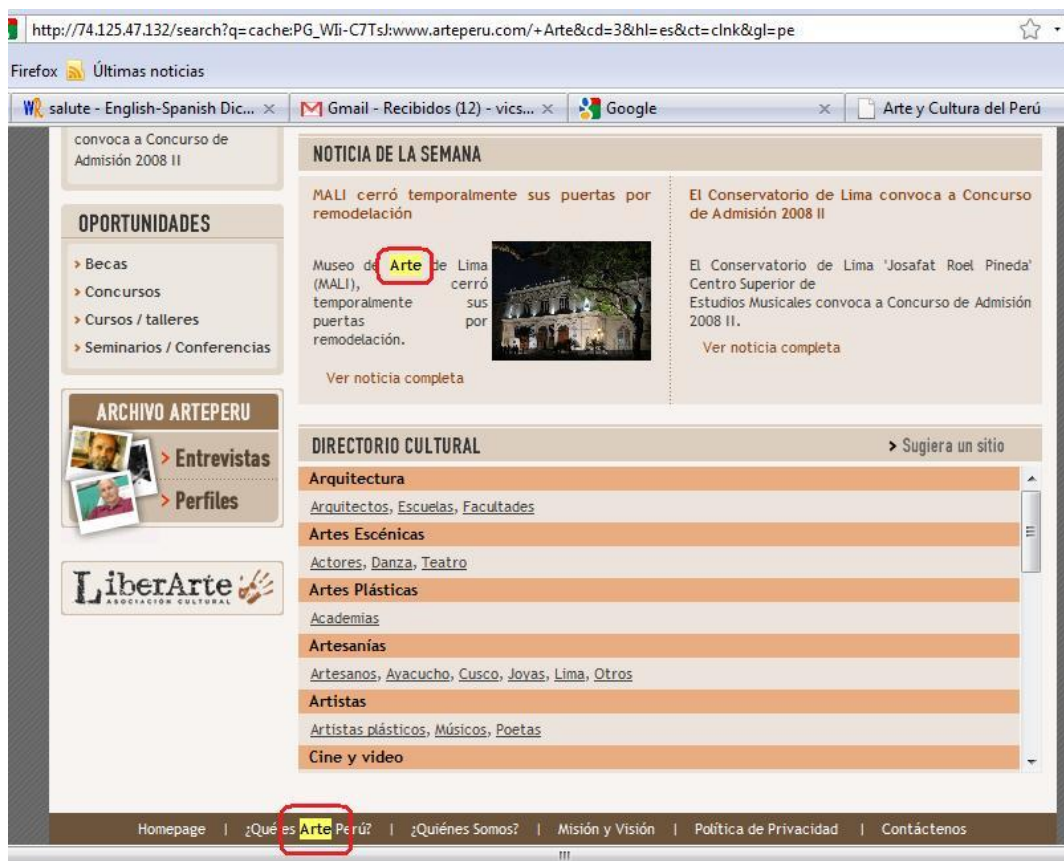 http://74.125.47.132/search?q=cache:PG_WIi-C7TsJ:www.arteperu.com/+Arte&cd=3&hl=es&ct=clnk&gl=pe
Firefox Últimas noticias
salute - English-Spanish Dic...
Gmail - Recibidos (12) - vics...
Google
Arte y Cultura del Perú
convoca a Concurso de
Admisión 2008 II
OPORTUNIDADES
Becas
Concursos
Cursos / talleres
Seminarios / Conferencias
ARCHIVO ARTEPERU
Entrevistas
Perfiles
LiberArte
ASOCIACIÓN CULTURAL
NOTICIA DE LA SEMANA
MALI cerró temporalmente sus puertas por
remodelación
Museo de Arte de Lima
(MALI), cerró
temporalmente sus
puertas por
remodelación.
Ver noticia completa
El Conservatorio de Lima convoca a Concurso
de Admisión 2008 II
El Conservatorio de Lima 'Josafat Roel Pineda'
Centro Superior de
Estudios Musicales convoca a Concurso de Admisión
2008 II.
Ver noticia completa
DIRECTORIO CULTURAL
Sugiera un sitio
Arquitectura
Arquitectos, Escuelas, Facultades
Artes Escénicas
Actores, Danza, Teatro
Artes Plásticas
Academias
Artesanías
Artesanos, Ayacucho, Cusco, Joyas, Lima, Otros
Artistas
Artistas plásticos, Músicos, Poetas
Cine y video
Homepage | ¿Qué es Arte Perú? | ¿Quiénes Somos? | Misión y Visión | Política de Privacidad | Contáctenos